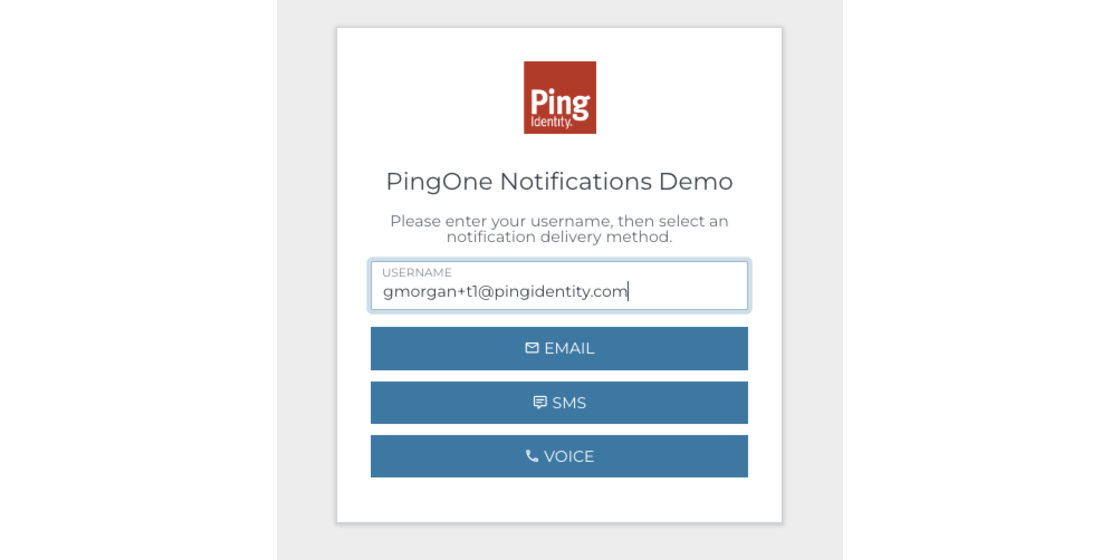 Ping
Identity.
PingOne Notifications Demo
Please enter your username, then select an
notification delivery method.
USERNAME
gmorgan+t1@pingidentity.com
EMAIL
SMS
VOICE